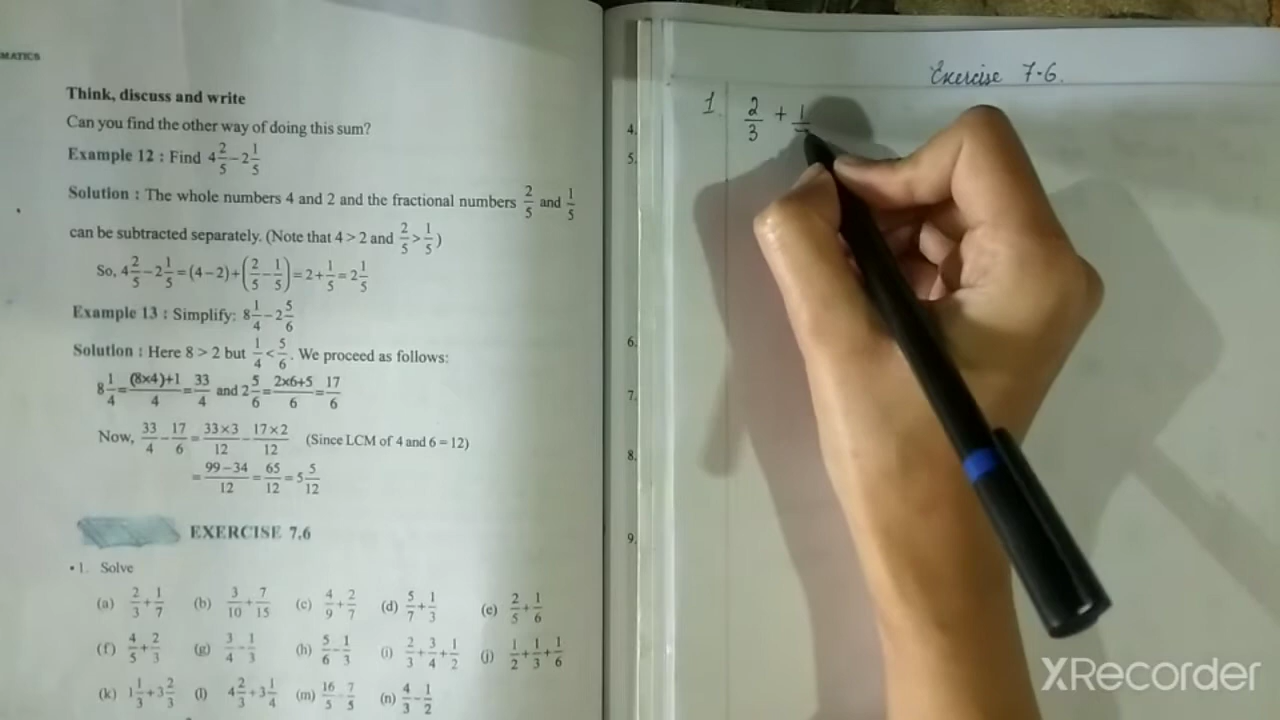 MATICS
Think, discuss and write
Can you find the other way of doing this sum?
Example 12 : Find 4 2/5 − 2 1/5
Solution : The whole numbers 4 and 2 and the fractional numbers 2/5 and 1/5
can be subtracted separately. (Note that 4 > 2 and 2/5 > 1/5)
So, 4 2/5 − 2 1/5 = (4 − 2) + (2/5 − 1/5) = 2 + 1/5 = 2 1/5
Example 13 : Simplify: 8 1/4 − 2 5/6
Solution : Here 8 > 2 but 1/4 < 5/6. We proceed as follows:
8 1/4 = (8×4)+1/4 = 33/4 and 2 5/6 = 2×6+5/6 = 17/6
Now, 33/4 − 17/6 = 33×3/12 − 17×2/12 (Since LCM of 4 and 6 = 12)
= 99−34/12 = 65/12 = 5 5/12
EXERCISE 7.6
1. Solve
(a) 2/3 + 1/7 (b) 3/10 + 7/15 (c) 4/9 + 2/7 (d) 5/7 + 1/3 (e) 2/5 + 1/6
(f) 4/5 + 2/3 (g) 3/4 − 1/3 (h) 5/6 − 1/3 (i) 2/3 + 3/4 + 1/2 (j) 1/2 + 1/3 + 1/6
(k) 1 1/3 + 3 2/3 (l) 4 2/3 + 3 1/4 (m) 16/5 − 7/5 (n) 4/3 − 1/2
4.
5.
6.
7.
8.
9.
Exercise 7.6.
1. 2/3 + 1/
XRecorder